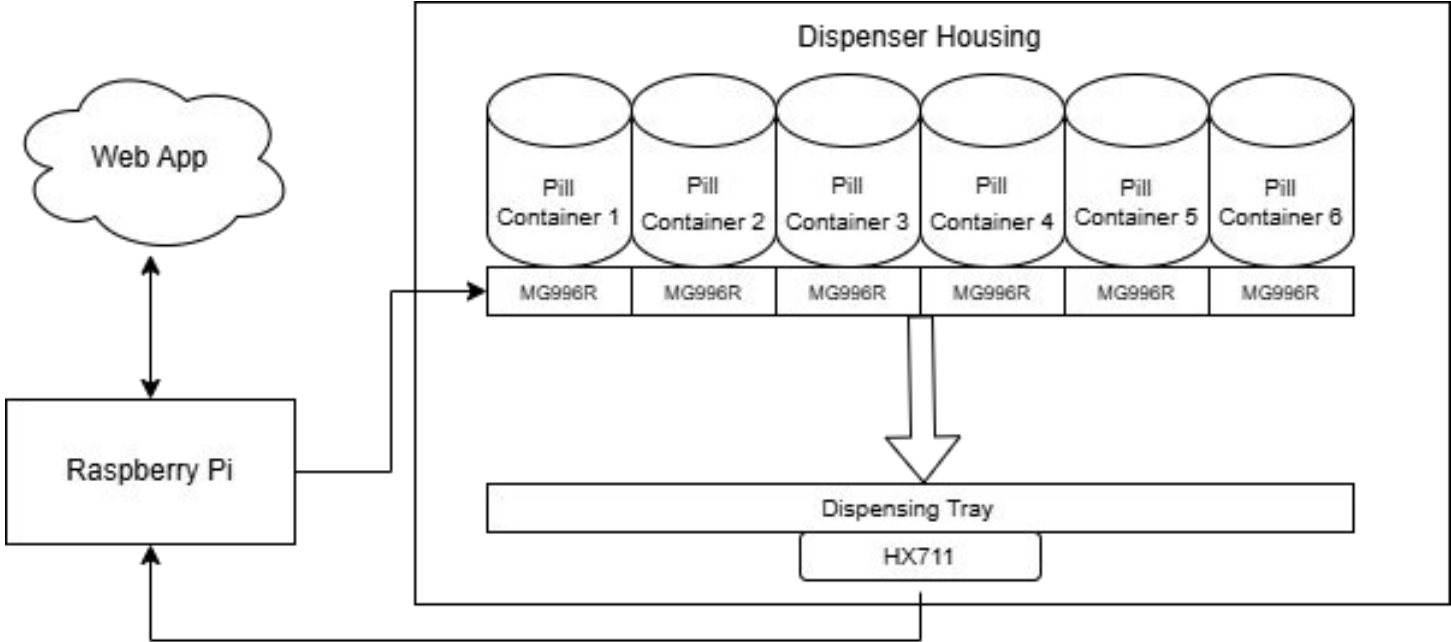 Dispenser Housing
Web App
Pill
Container 1
Pill
Container 2
Pill
Container 3
Pill
Container 4
Pill
Container 5
Pill
Container 6
MG996R
MG996R
MG996R
MG996R
MG996R
MG996R
Raspberry Pi
Dispensing Tray
HX711